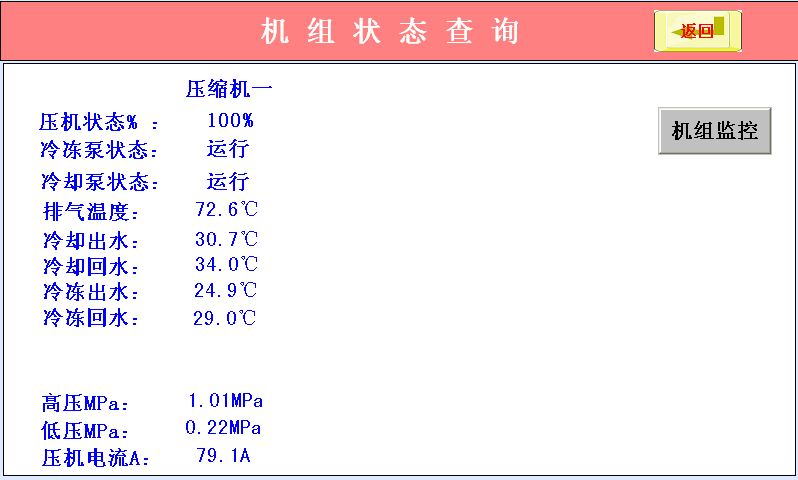 机组状态查询
返回
压缩机一
机组监控
压机状态% : 100%
冷冻泵状态: 运行
冷却泵状态: 运行
排气温度: 72.6℃
冷却出水: 30.7℃
冷却回水: 34.0℃
冷冻出水: 24.9℃
冷冻回水: 29.0℃
高压MPa: 1.01MPa
低压MPa: 0.22MPa
压机电流A: 79.1A